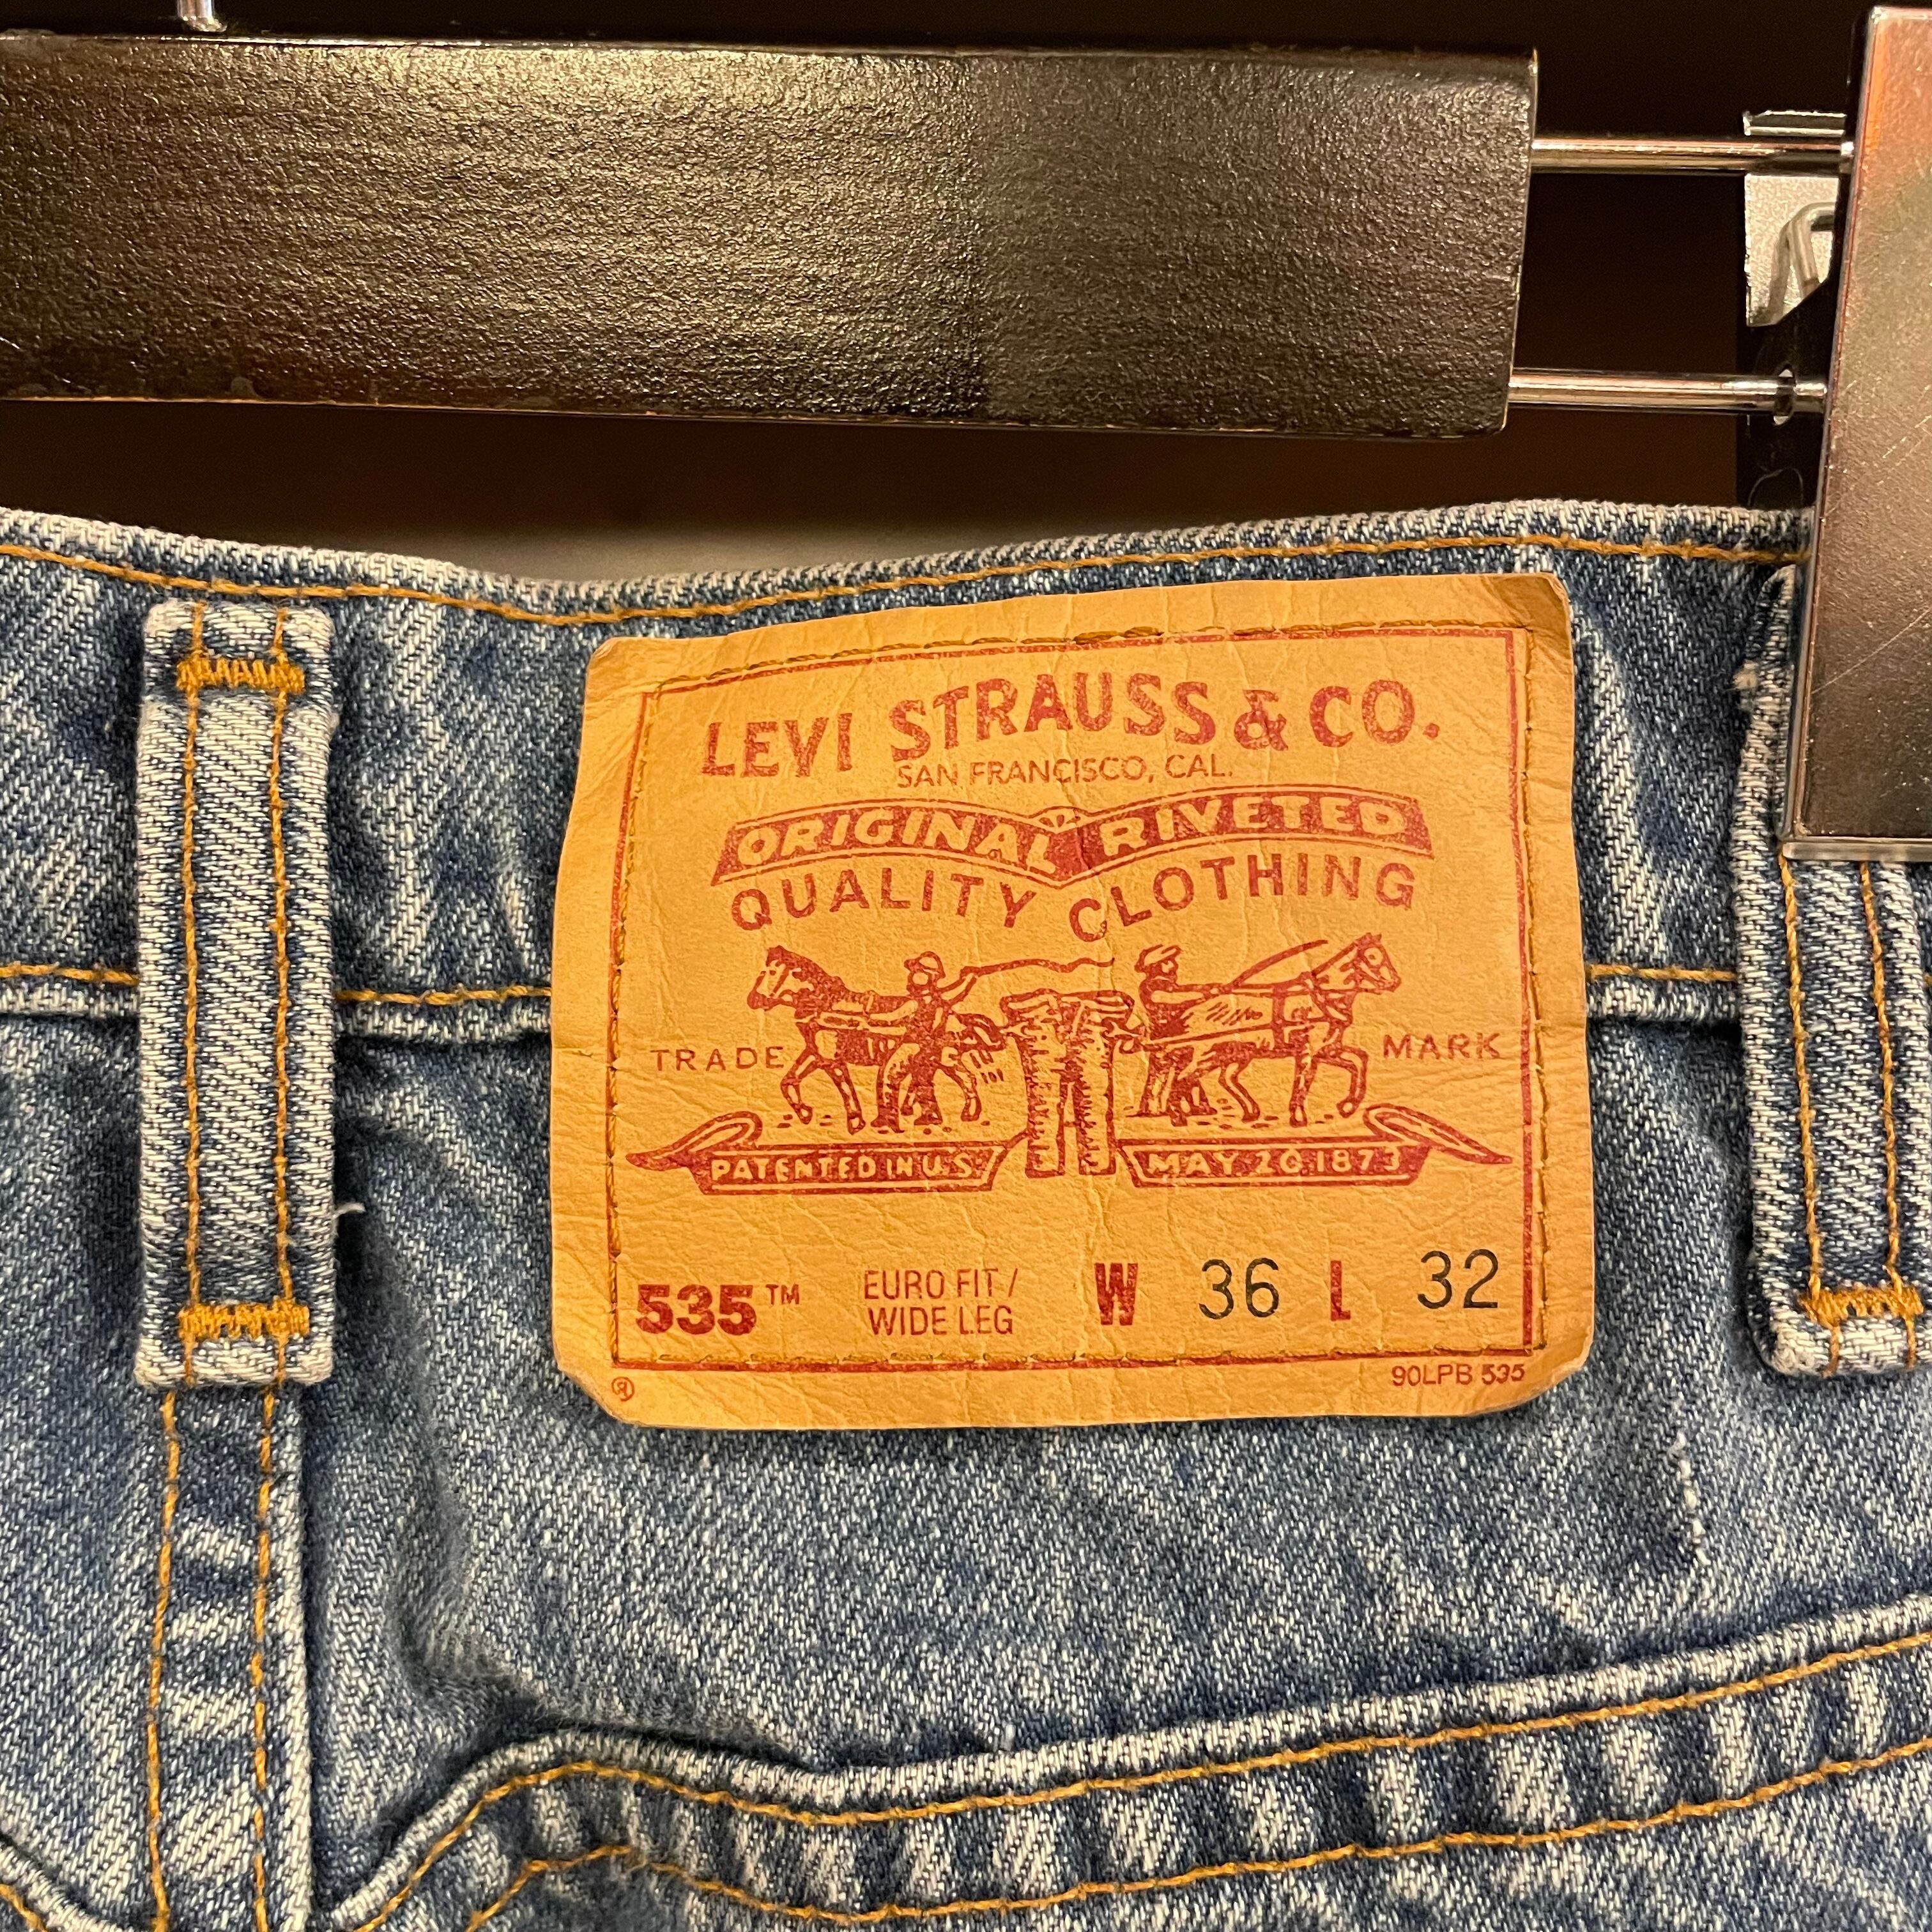 LEVI STRAUSS & CO.
SAN FRANCISCO, CAL.
ORIGINAL RIVETED
QUALITY CLOTHING
TRADE MARK
PATENTED IN U.S. MAY 20 1873
535™ EURO FIT / WIDE LEG W 36 L 32
® 90LPB 535